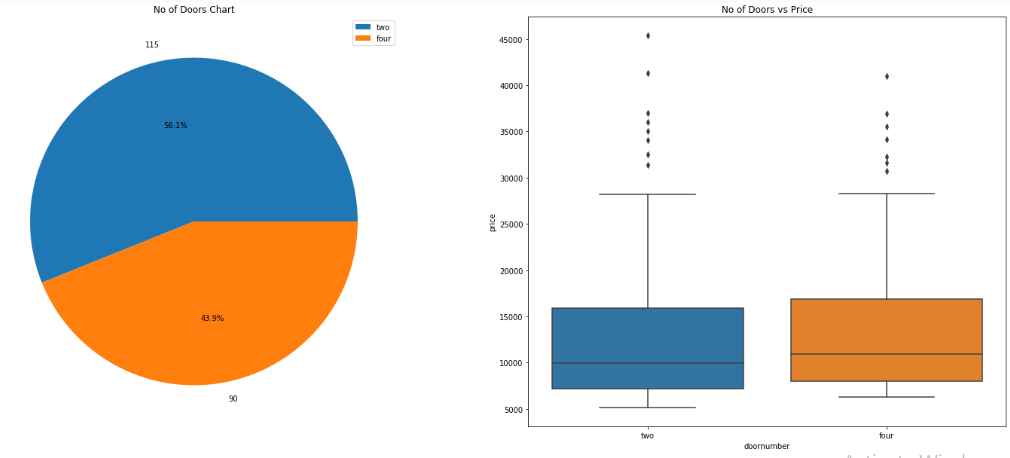 No of Doors Chart
two
four
115
56.1%
43.9%
90
No of Doors vs Price
45000
40000
35000
30000
25000
20000
15000
10000
5000
price
two
four
doornumber